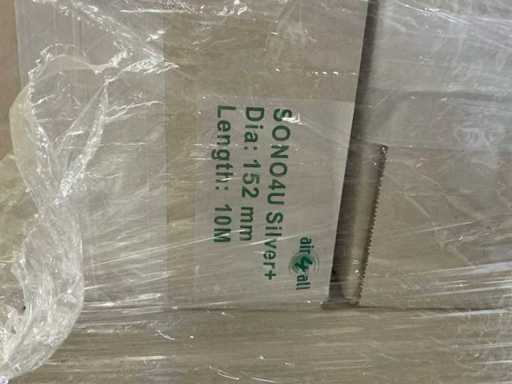 air4all
SONO4U Silver+
Dia: 152 mm
Length: 10M